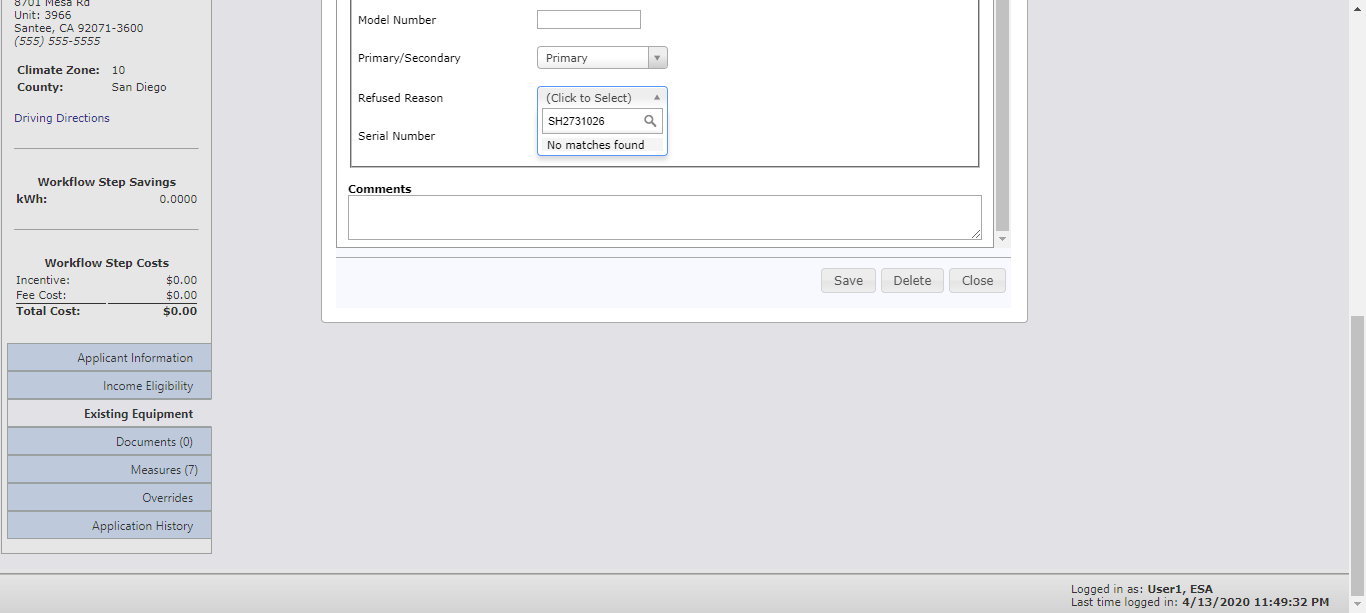 8701 Mesa Rd
Unit: 3966
Santee, CA 92071-3600
(555) 555-5555
Climate Zone: 10
County: San Diego
Driving Directions
Workflow Step Savings
kWh: 0.0000
Workflow Step Costs
Incentive: $0.00
Fee Cost: $0.00
Total Cost: $0.00
Applicant Information
Income Eligibility
Existing Equipment
Documents (0)
Measures (7)
Overrides
Application History
Model Number
Primary/Secondary Primary
Refused Reason (Click to Select)
SH2731026
Serial Number
No matches found
Comments
Save Delete Close
Logged in as: User1, ESA
Last time logged in: 4/13/2020 11:49:32 PM